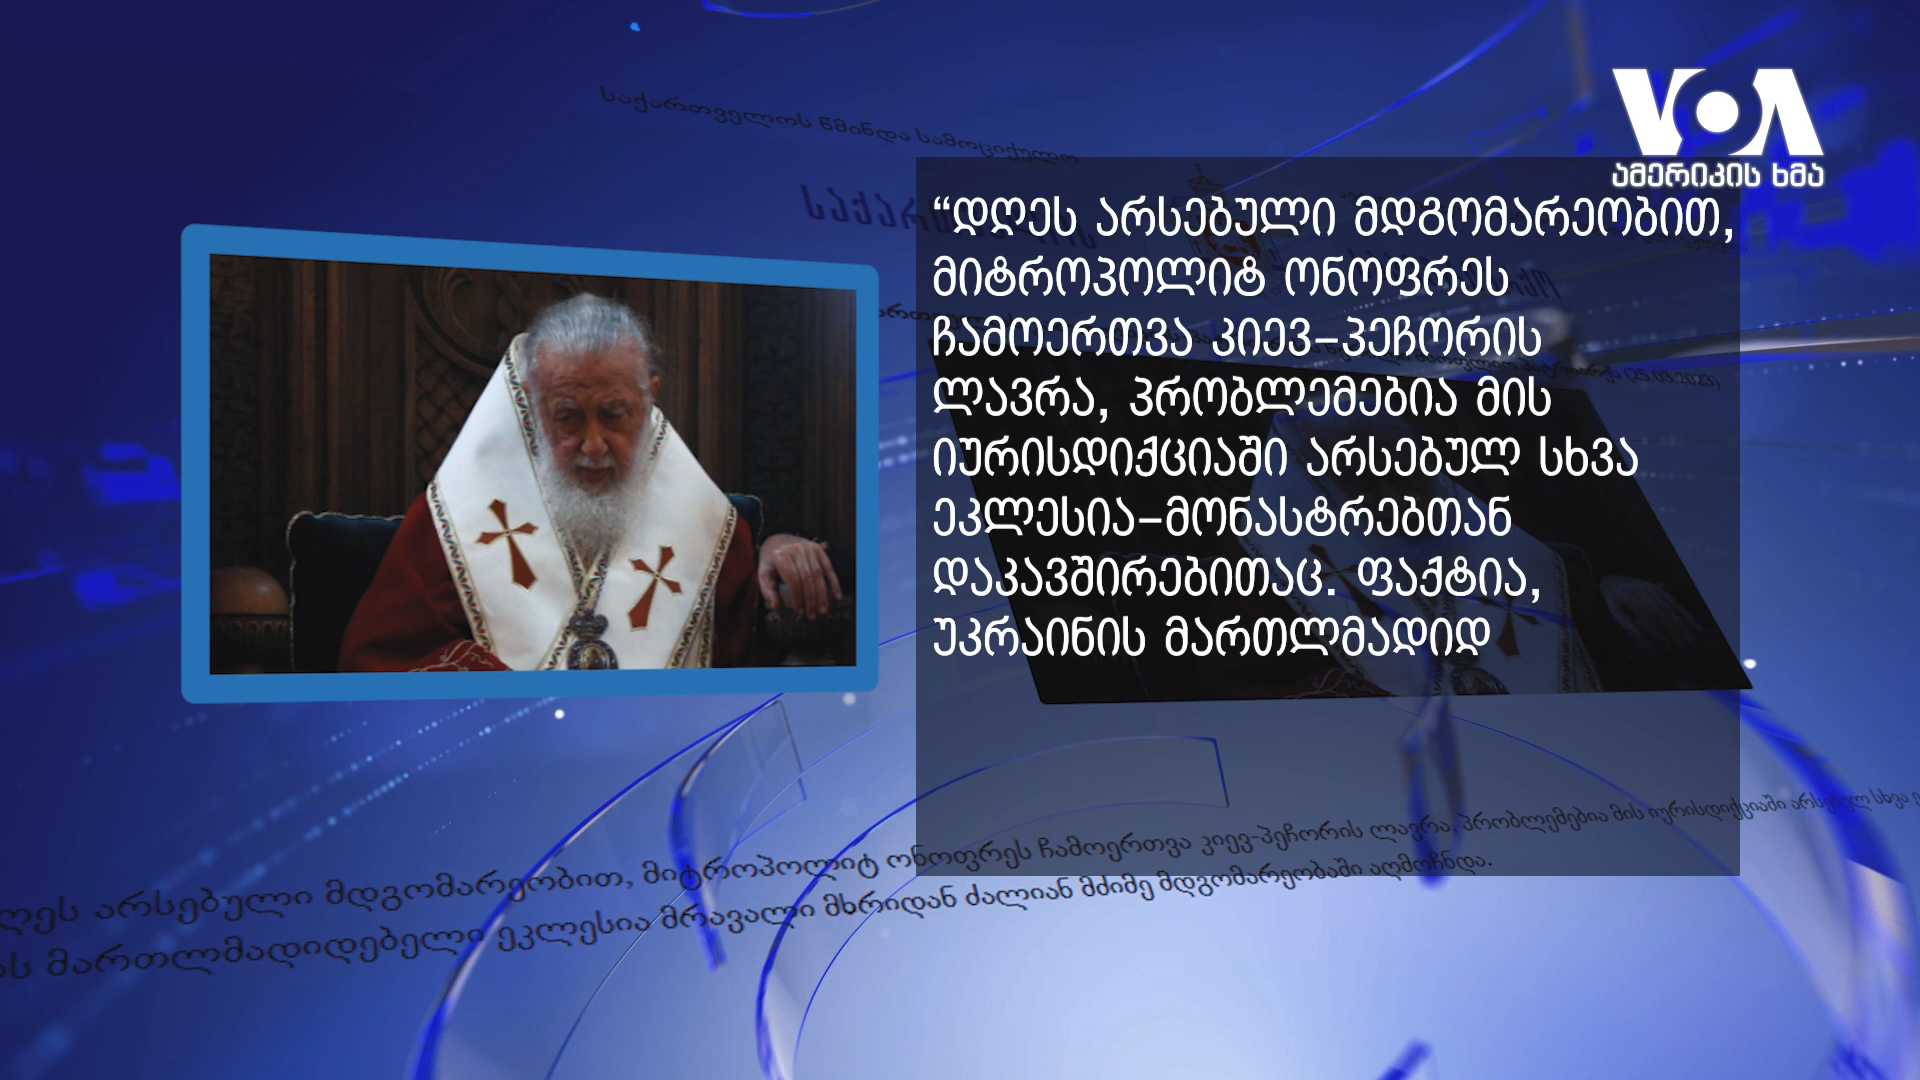 VOA
ამერიკის ხმა
საქართველოს წმინდა სამოციქულო
“დღეს არსებული მდგომარეობით,
მიტროპოლიტ ონოფრეს
ჩამოერთვა კიევ–პეჩორის
ლავრა, პრობლემებია მის
იურისდიქციაში არსებულ სხვა
ეკლესია–მონასტრებთან
დაკავშირებითაც. ფაქტია,
უკრაინის მართლმადიდ
არსებული მდგომარეობით, მიტროპოლიტ ონოფრეს ჩამოერთვა კიევ-პეჩორის ლავრა, პრობლემებია მის იურისდიქციაში არსებულ სხვა
მართლმადიდებელი ეკლესია მრავალი მხრიდან ძალიან მძიმე მდგომარეობაში აღმოჩნდა.